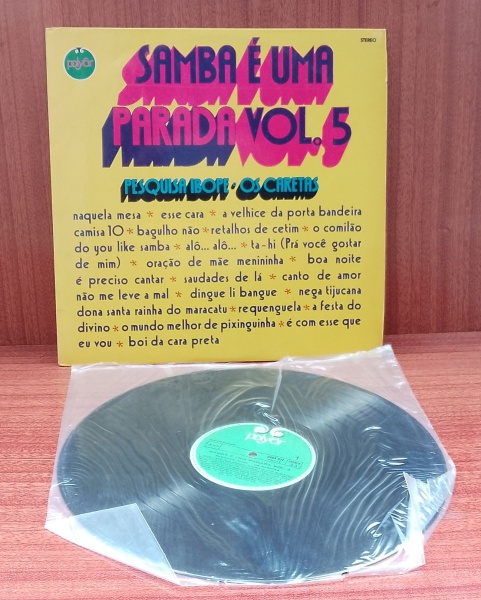 polyfar
STEREO
SAMBA É UMA
PARADA VOL. 5
PESQUISA IBOPE • OS CARETAS
naquela mesa * esse cara * a velhice da porta bandeira
camisa 10 * bagulho não * retalhos de cetim * o comilão
do you like samba * alô... alô... * ta-hi (Prá você gostar
de mim) * oração de mãe menininha * boa noite
é preciso cantar * saudades de lá * canto de amor
não me leve a mal * dingue li bangue * nega tijucana
dona santa rainha do maracatu * requenguela * a festa do
divino * o mundo melhor de pixinguinha * é com esse que
eu vou * boi da cara preta
polyfar